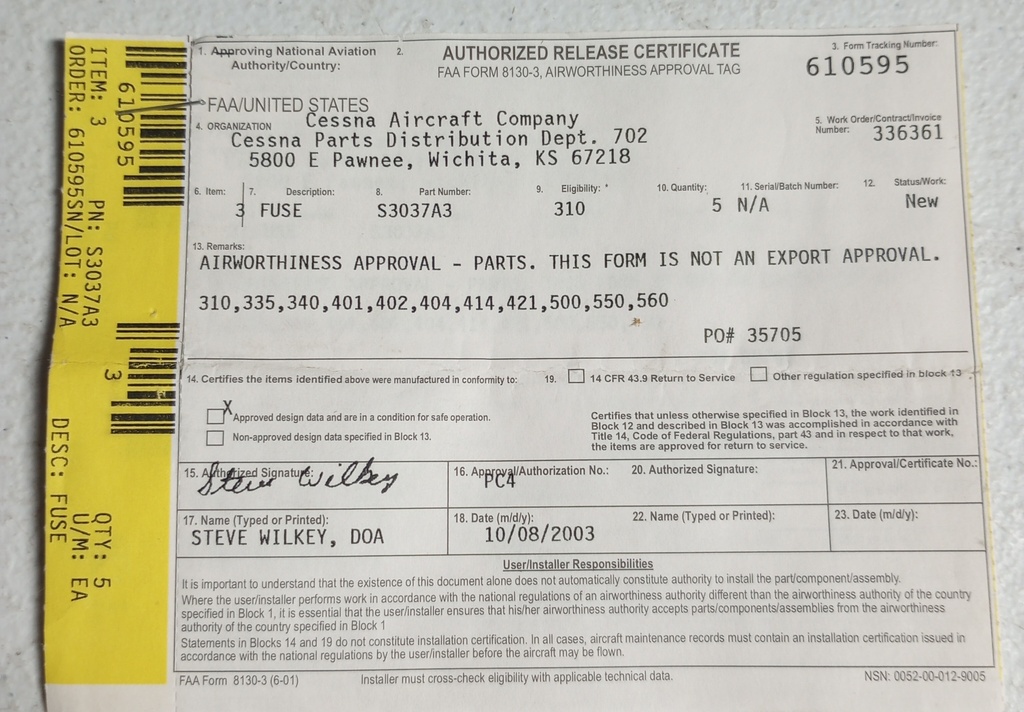 ITEM: 3 PN: S3037A3
610595
ORDER: 610595SN/LOT: N/A
3
QTY: 5
U/M: EA
DESC: FUSE
1. Approving National Aviation Authority/Country:
2.
AUTHORIZED RELEASE CERTIFICATE
FAA FORM 8130-3, AIRWORTHINESS APPROVAL TAG
3. Form Tracking Number:
610595
FAA/UNITED STATES
4. ORGANIZATION Cessna Aircraft Company
Cessna Parts Distribution Dept. 702
5800 E Pawnee, Wichita, KS 67218
5. Work Order/Contract/Invoice
Number: 336361
6. Item: 7. Description: 8. Part Number: 9. Eligibility: * 10. Quantity: 11. Serial/Batch Number: 12. Status/Work:
3 FUSE S3037A3 310 5 N/A New
13. Remarks:
AIRWORTHINESS APPROVAL - PARTS. THIS FORM IS NOT AN EXPORT APPROVAL.
310,335,340,401,402,404,414,421,500,550,560
PO# 35705
14. Certifies the items identified above were manufactured in conformity to:
X Approved design data and are in a condition for safe operation.
Non-approved design data specified in Block 13.
19. 14 CFR 43.9 Return to Service Other regulation specified in block 13
Certifies that unless otherwise specified in Block 13, the work identified in
Block 12 and described in Block 13 was accomplished in accordance with
Title 14, Code of Federal Regulations, part 43 and in respect to that work,
the items are approved for return to service.
15. Authorized Signature:
Steve Wilkey
16. Approval/Authorization No.:
PC4
20. Authorized Signature:
21. Approval/Certificate No.:
17. Name (Typed or Printed):
STEVE WILKEY, DOA
18. Date (m/d/y):
10/08/2003
22. Name (Typed or Printed):
23. Date (m/d/y):
User/Installer Responsibilities
It is important to understand that the existence of this document alone does not automatically constitute authority to install the part/component/assembly.
Where the user/installer performs work in accordance with the national regulations of an airworthiness authority different than the airworthiness authority of the country
specified in Block 1, it is essential that the user/installer ensures that his/her airworthiness authority accepts parts/components/assemblies from the airworthiness
authority of the country specified in Block 1
Statements in Blocks 14 and 19 do not constitute installation certification. In all cases, aircraft maintenance records must contain an installation certification issued in
accordance with the national regulations by the user/installer before the aircraft may be flown.
FAA Form 8130-3 (6-01) Installer must cross-check eligibility with applicable technical data. NSN: 0052-00-012-9005